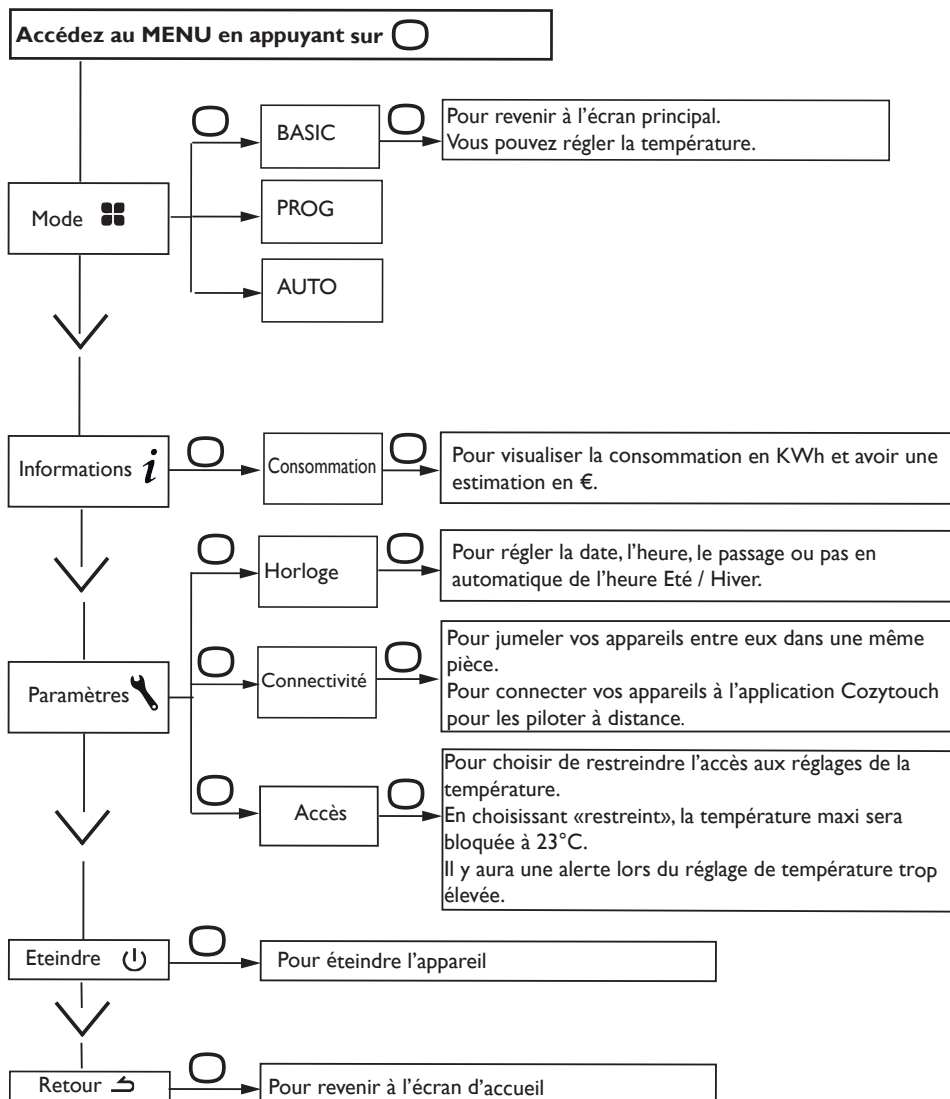 Accédez au MENU en appuyant sur
BASIC
Pour revenir à l'écran principal.
Vous pouvez régler la température.
Mode
PROG
AUTO
Informations i
Consommation
Pour visualiser la consommation en KWh et avoir une
estimation en €.
Horloge
Pour régler la date, l'heure, le passage ou pas en
automatique de l'heure Eté / Hiver.
Paramètres
Connectivité
Pour jumeler vos appareils entre eux dans une même
pièce.
Pour connecter vos appareils à l'application Cozytouch
pour les piloter à distance.
Accès
Pour choisir de restreindre l'accès aux réglages de la
température.
En choisissant «restreint», la température maxi sera
bloquée à 23°C.
Il y aura une alerte lors du réglage de température trop
élevée.
Eteindre
Pour éteindre l'appareil
Retour
Pour revenir à l'écran d'accueil